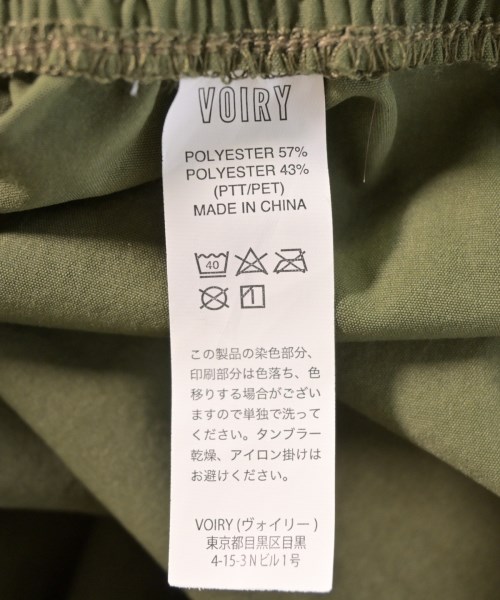 VOIRY
POLYESTER 57%
POLYESTER 43%
(PTT/PET)
MADE IN CHINA
40
この製品の染色部分、
印刷部分は色落ち、色
移りする場合がござい
ますので単独で洗って
ください。タンブラー
乾燥、アイロン掛けは
お避けください。
VOIRY (ヴォイリー)
東京都目黒区目黒
4-15-3 N ビル 1 号